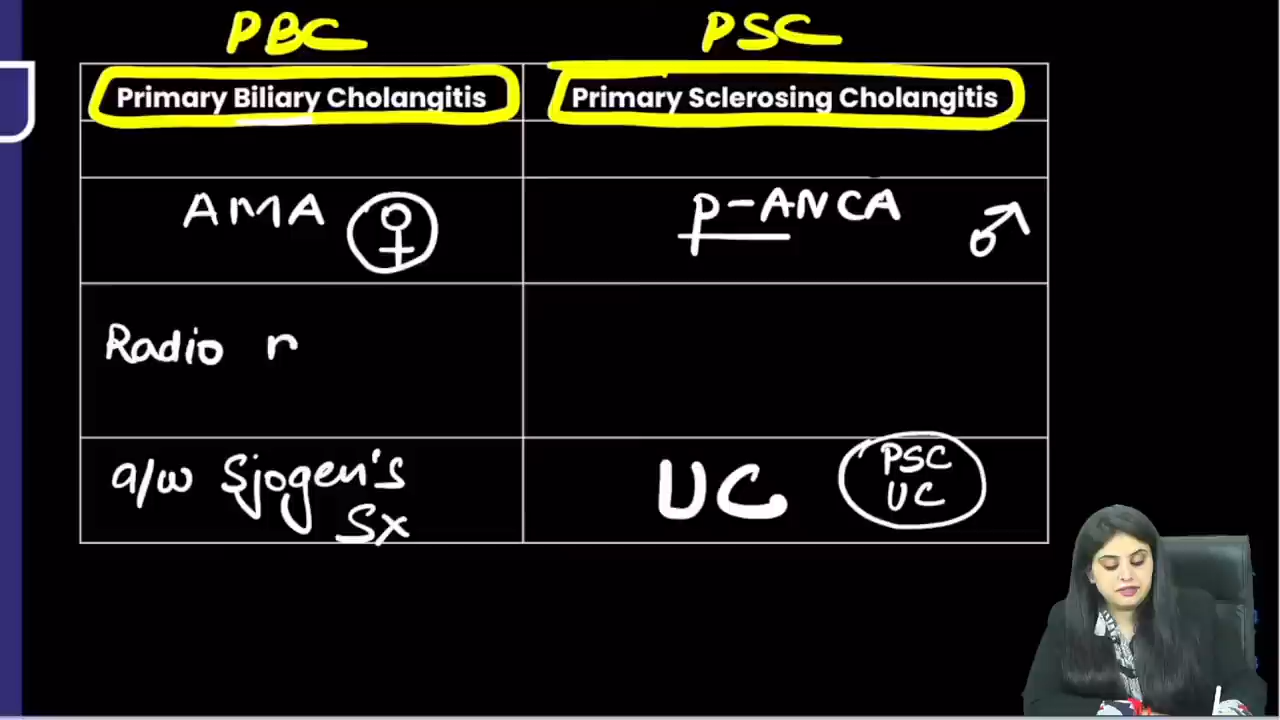 PBC PSC
Primary Biliary Cholangitis Primary Sclerosing Cholangitis
AMA ♀ p-ANCA ♂
Radio n
a/w Sjogen's UC PSC
Sx UC